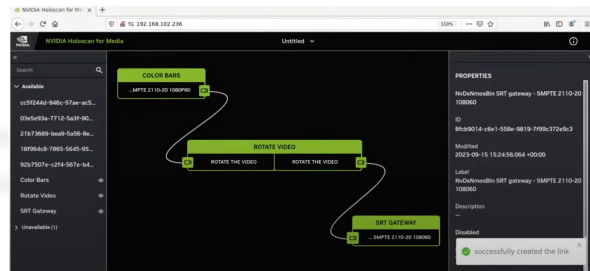 NVIDIA Holoscan for Me
192.168.102.236
110%
NVIDIA Holoscan for Media
Untitled
Search
Available
cc5f244d-946c-57ae-ac5...
03e5e93a-7712-5a3f-90...
21b73689-bea9-5a56-8e...
18f964c8-7865-5645-95...
92b7507e-c2f4-567e-b4...
Color Bars
Rotate Video
SRT Gateway
Unavailable (1)
COLOR BARS
...MPTE 2110-20 1080P60
ROTATE VIDEO
ROTATE THE VIDEO
ROTATE THE VIDEO
SRT GATEWAY
... SMPTE 2110-20 108060
PROPERTIES
NvDsNmosBin SRT gateway - SMPTE 2110-20
108060
ID
8fcb9014-c6e1-558e-9819-7f99c372e9c3
Modified
2023-09-15 15:24:56.064 +00:00
Label
NvDsNmosBin SRT gateway - SMPTE 2110-20
108060
Description
--
Disabled
successfully created the link